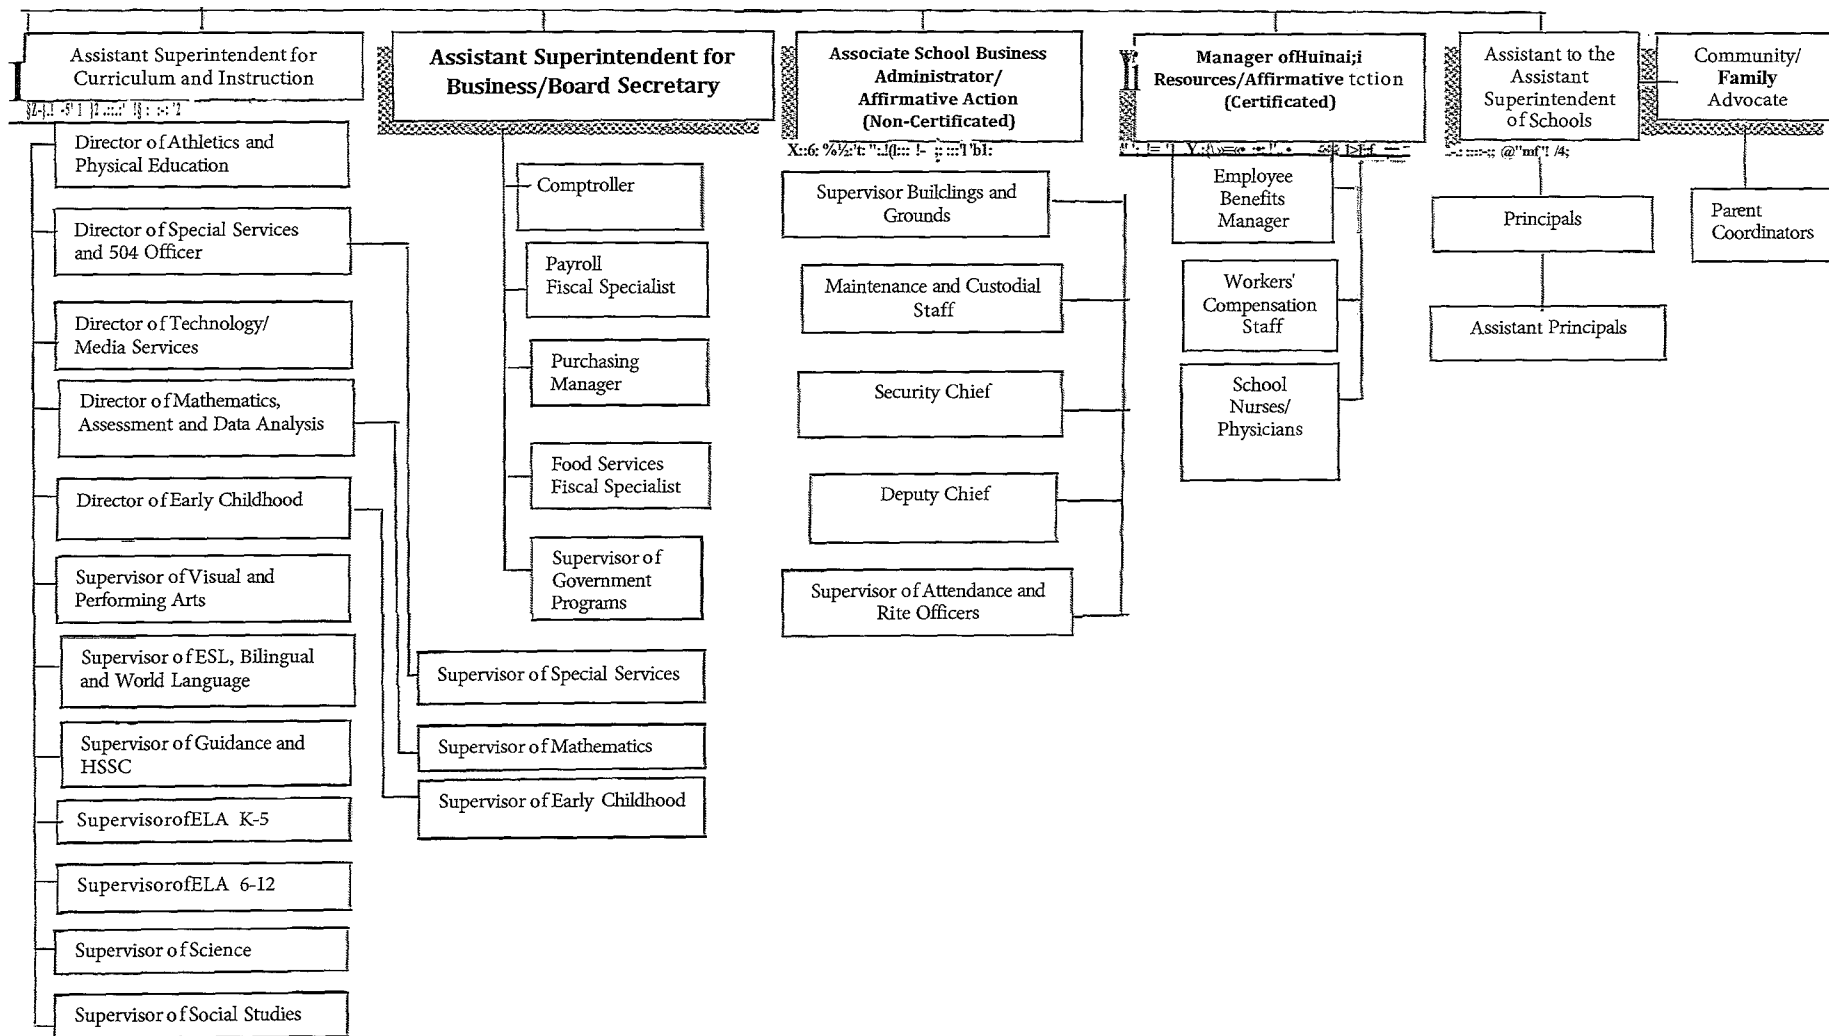 Assistant Superintendent for
Curriculum and Instruction
Director of Athletics and
Physical Education
Director of Special Services
and 504 Officer
Director of Technology/
Media Services
Director of Mathematics,
Assessment and Data Analysis
Director of Early Childhood
Supervisor of Visual and
Performing Arts
Supervisor of ESL, Bilingual
and World Language
Supervisor of Guidance and
HSSC
SupervisorofELA K-5
SupervisorofELA 6-12
Supervisor of Science
Supervisor of Social Studies
Assistant Superintendent for
Business/Board Secretary
Comptroller
Payroll
Fiscal Specialist
Purchasing
Manager
Food Services
Fiscal Specialist
Supervisor of
Government
Programs
Supervisor of Special Services
Supervisor of Mathematics
Supervisor of Early Childhood
Associate School Business
Administrator/
Affirmative Action
(Non-Certificated)
Supervisor Builclings and
Grounds
Maintenance and Custodial
Staff
Security Chief
Deputy Chief
Supervisor of Attendance and
Rite Officers
Manager ofHuinai;i
Resources/Affirmative tction
(Certificated)
Employee
Benefits
Manager
Workers'
Compensation
Staff
School
Nurses/
Physicians
Assistant to the
Assistant
Superintendent
of Schools
Principals
Assistant Principals
Community/
Family
Advocate
Parent
Coordinators